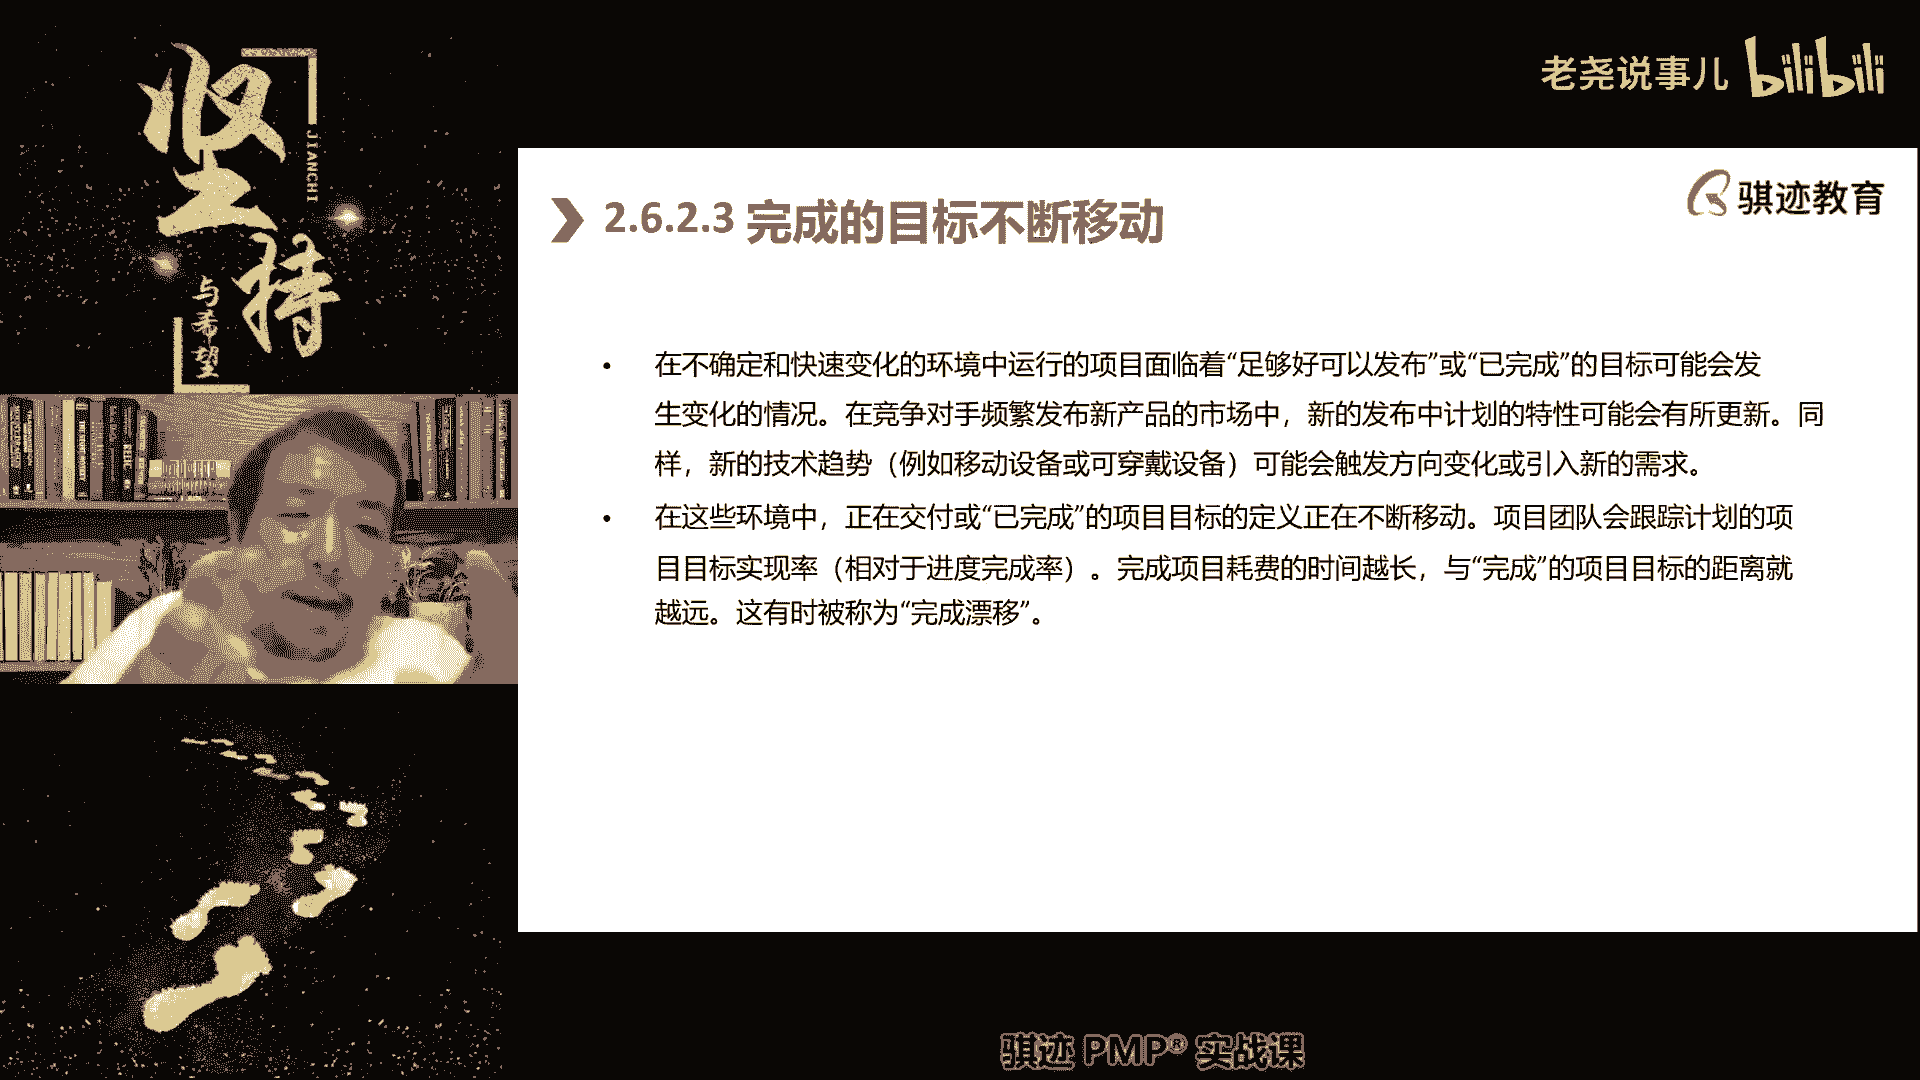 坚持
JIANCHI
与希望
老尧说事儿 bilibili
骐迹教育
2.6.2.3 完成的目标不断移动
• 在不确定和快速变化的环境中运行的项目面临着“足够好可以发布”或“已完成”的目标可能会发
生变化的情况。在竞争对手频繁发布新产品的市场中，新的发布中计划的特性可能会有所更新。同
样，新的技术趋势（例如移动设备或可穿戴设备）可能会触发方向变化或引入新的需求。
• 在这些环境中，正在交付或“已完成”的项目目标的定义正在不断移动。项目团队会跟踪计划的项
目目标实现率（相对于进度完成率）。完成项目耗费的时间越长，与“完成”的项目目标的距离就
越远。这有时被称为“完成漂移”。
骐迹 PMP® 实战课